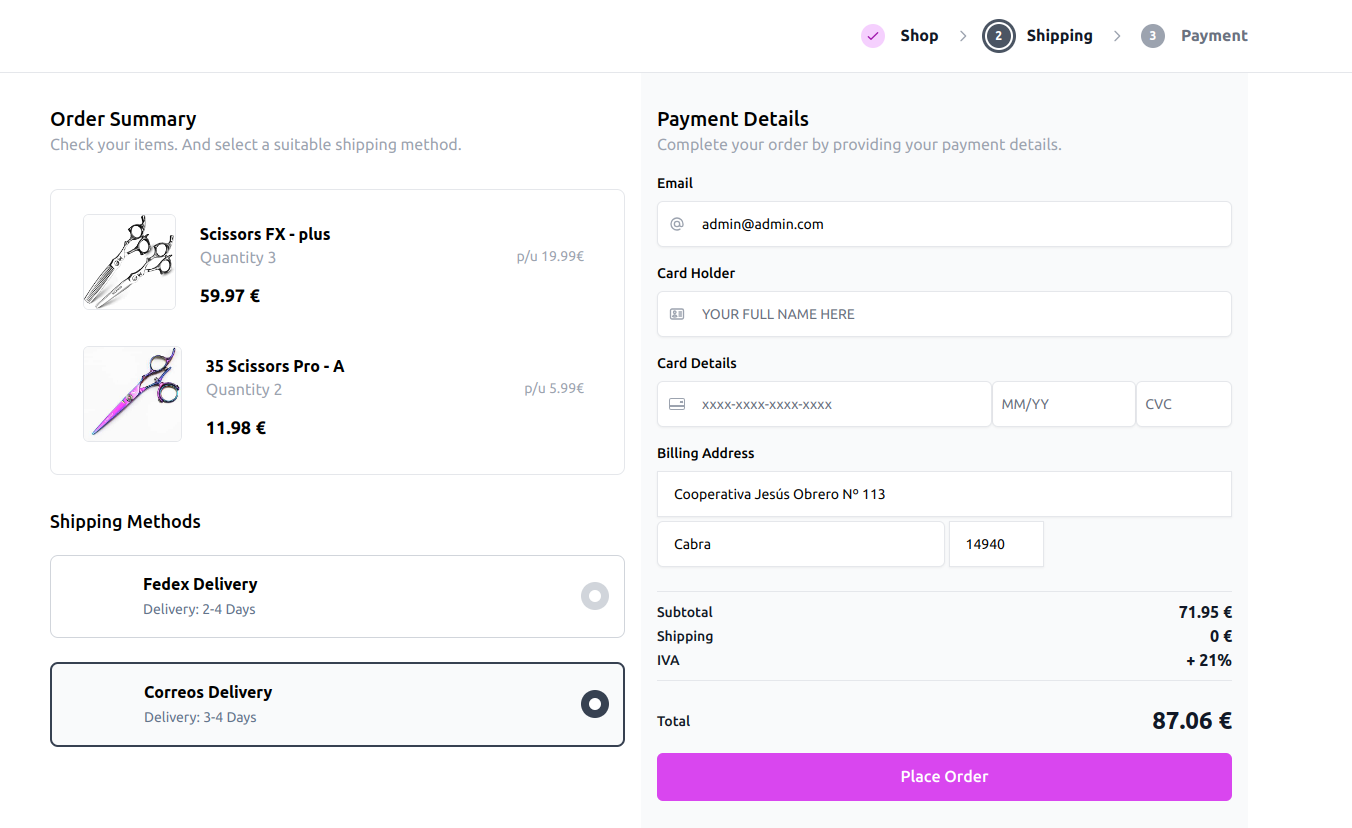 Shop
2 Shipping
3 Payment
Order Summary
Check your items. And select a suitable shipping method.
Scissors FX - plus
Quantity 3
p/u 19.99€
59.97 €
35 Scissors Pro - A
Quantity 2
p/u 5.99€
11.98 €
Shipping Methods
Fedex Delivery
Delivery: 2-4 Days
Correos Delivery
Delivery: 3-4 Days
Payment Details
Complete your order by providing your payment details.
Email
@ admin@admin.com
Card Holder
YOUR FULL NAME HERE
Card Details
xxxx-xxxx-xxxx-xxxx MM/YY CVC
Billing Address
Cooperativa Jesús Obrero Nº 113
Cabra 14940
Subtotal 71.95 €
Shipping 0 €
IVA + 21%
Total 87.06 €
Place Order